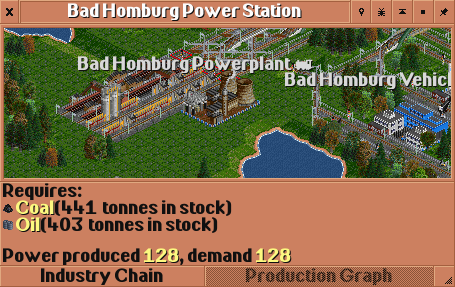 Bad Homburg Power Station
Bad Homburg Powerplant
Bad Homburg Vehic
Requires:
Coal(441 tonnes in stock)
Oil(403 tonnes in stock)
Power produced 128, demand 128
Industry Chain
Production Graph